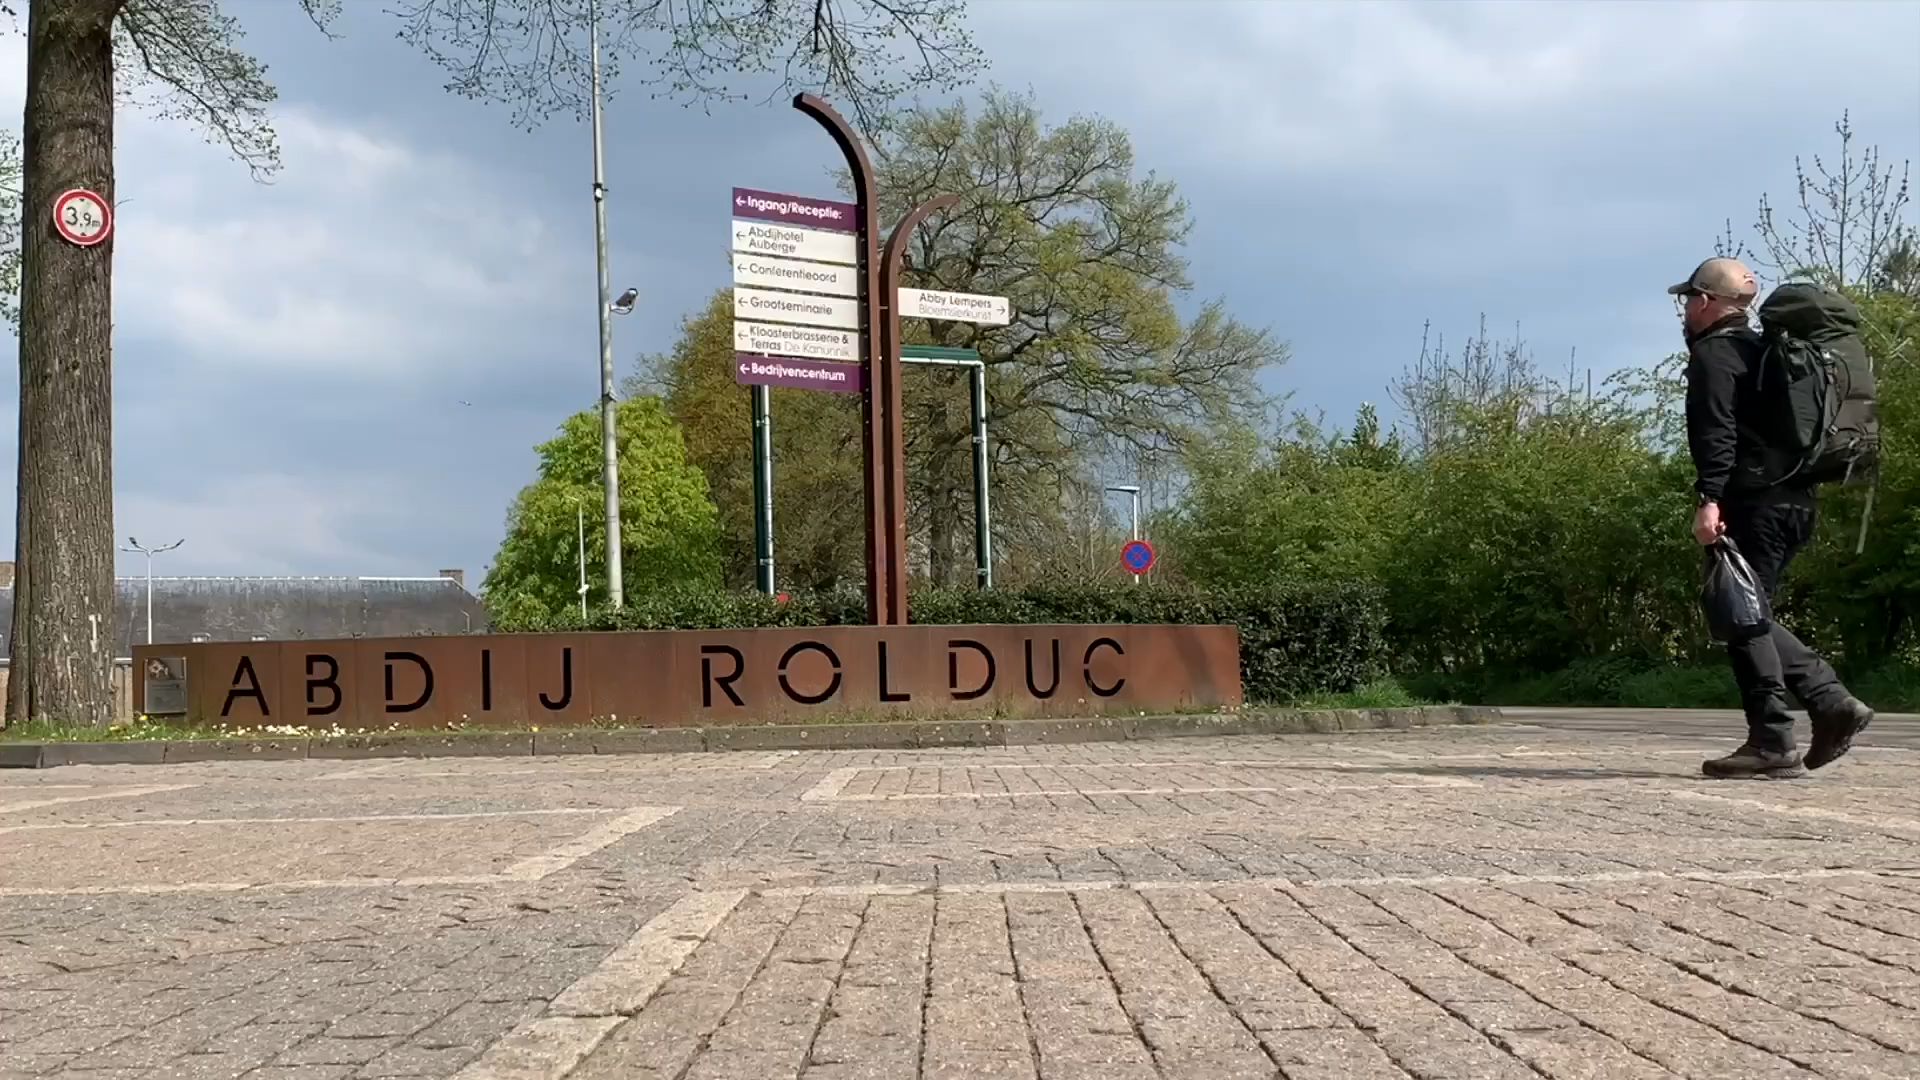 3,9m
← Ingang/Receptie:
← Abdijhotel
Auberge
← Conferentieoord
← Grootseminarie
← Kloosterbrasserie &
Terras De Kanunnik
← Bedrijvencentrum
Abby Lempers
Bloemsierkunst →
ABDIJ ROLDUC